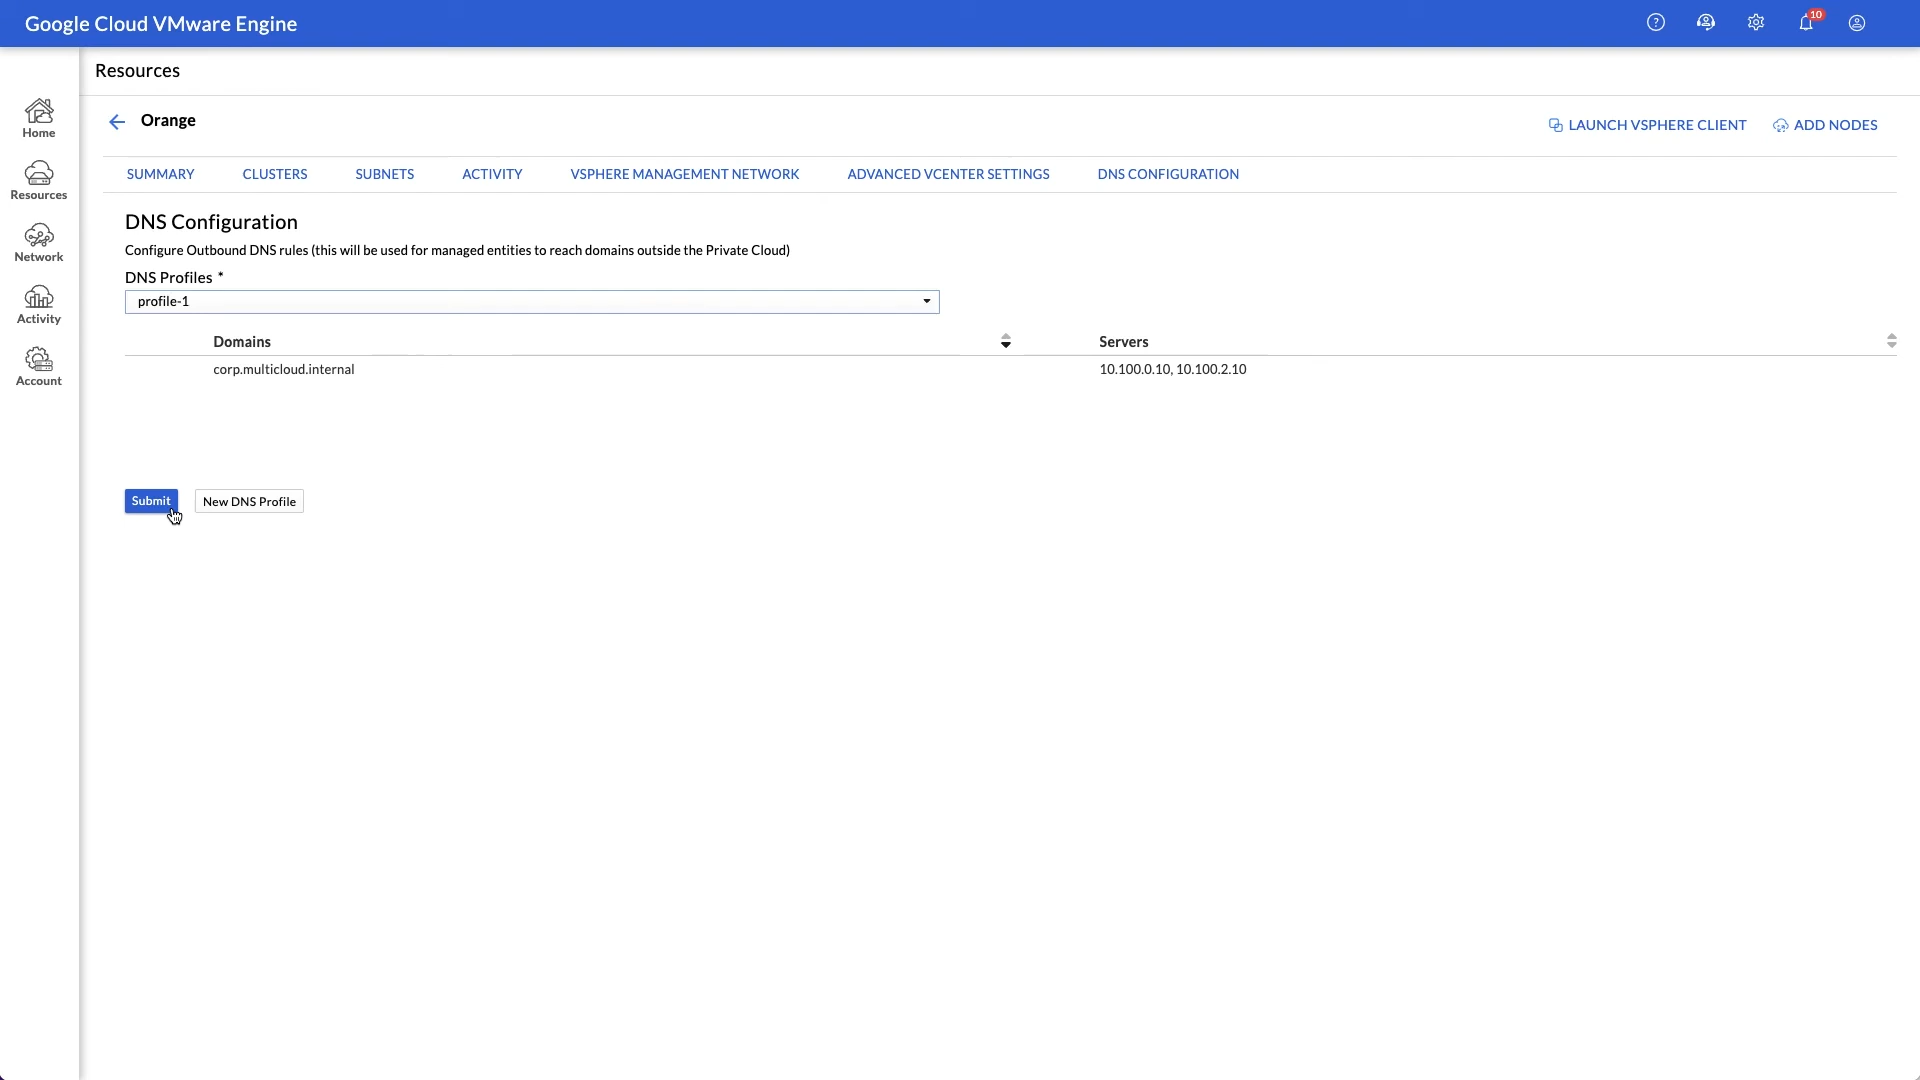 Google Cloud VMware Engine
10
Resources
Home
Resources
Network
Activity
Account
Orange
LAUNCH VSPHERE CLIENT
ADD NODES
SUMMARY CLUSTERS SUBNETS ACTIVITY VSPHERE MANAGEMENT NETWORK ADVANCED VCENTER SETTINGS DNS CONFIGURATION
DNS Configuration
Configure Outbound DNS rules (this will be used for managed entities to reach domains outside the Private Cloud)
DNS Profiles *
profile-1
Domains Servers
corp.multicloud.internal 10.100.0.10, 10.100.2.10
Submit New DNS Profile